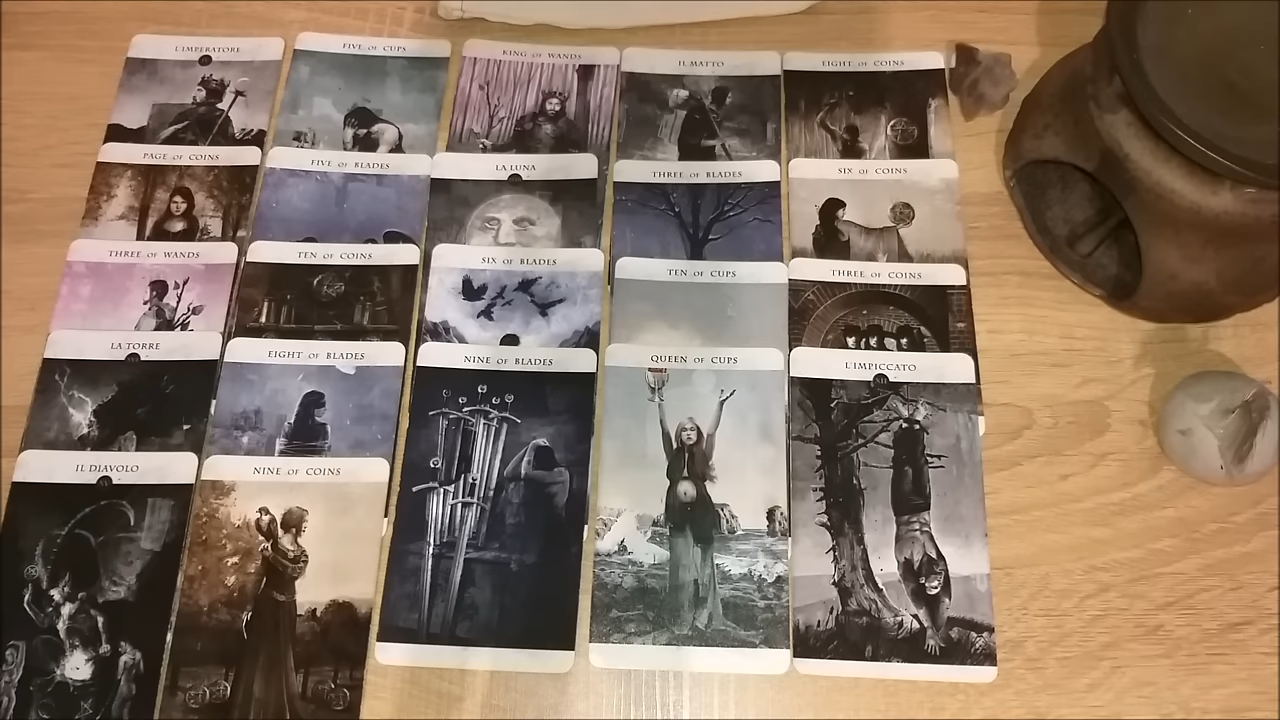 L'IMPERATORE
FIVE OF CUPS
KING OF WANDS
IL MATTO
EIGHT OF COINS
PAGE OF COINS
FIVE OF BLADES
LA LUNA
THREE OF BLADES
SIX OF COINS
THREE OF WANDS
TEN OF COINS
SIX OF BLADES
TEN OF CUPS
THREE OF COINS
LA TORRE
EIGHT OF BLADES
NINE OF BLADES
QUEEN OF CUPS
L'IMPICCATO
XII
IL DIAVOLO
NINE OF COINS